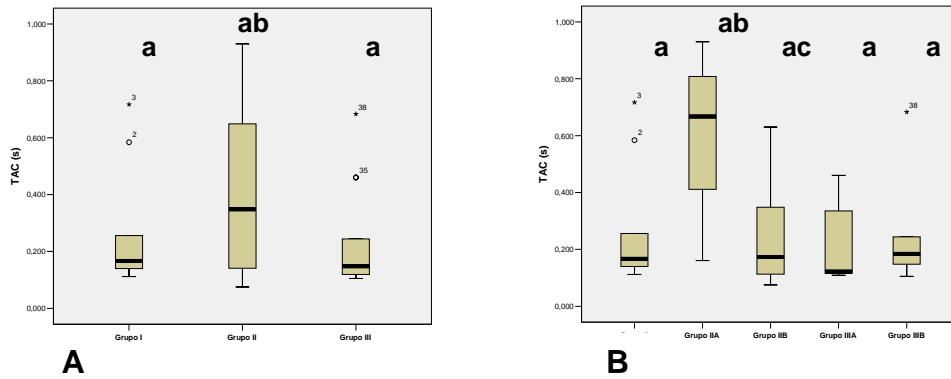 ab
a a
1,000
0,800
0,600
0,400
0,200
0,000
TAC (s)
3
2
38
35
Grupo I Grupo II Grupo III
A
ab
a ac a a
1,000
0,800
0,600
0,400
0,200
0,000
TAC (s)
3
2
38
Grupo IIA Grupo IIB Grupo IIIA Grupo IIIB
B